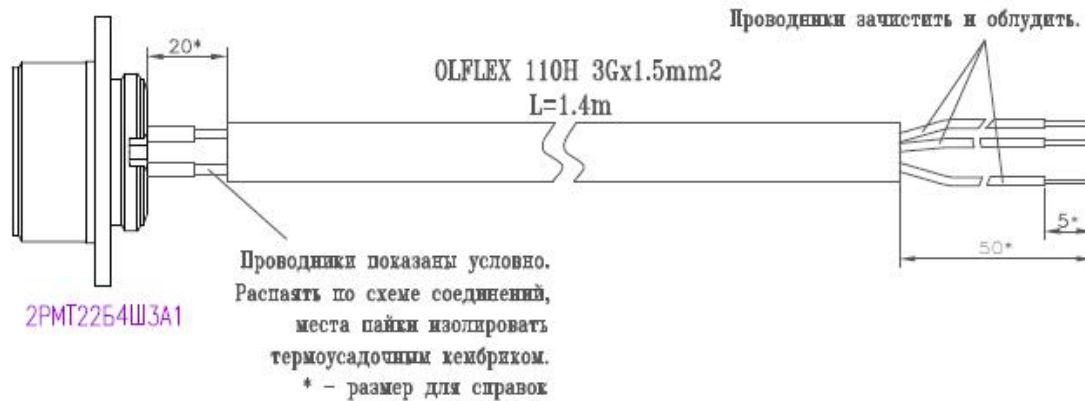 Проводники зачистить и облудить.
20*
OLFLEX 110H 3Gx1.5mm2
L=1.4m
5*
50*
Проводники показаны условно.
Распаять по схеме соединений,
места пайки изолировать
термоусадочным кембриком.
* - размер для справок
2РМТ22Б4Ш3А1